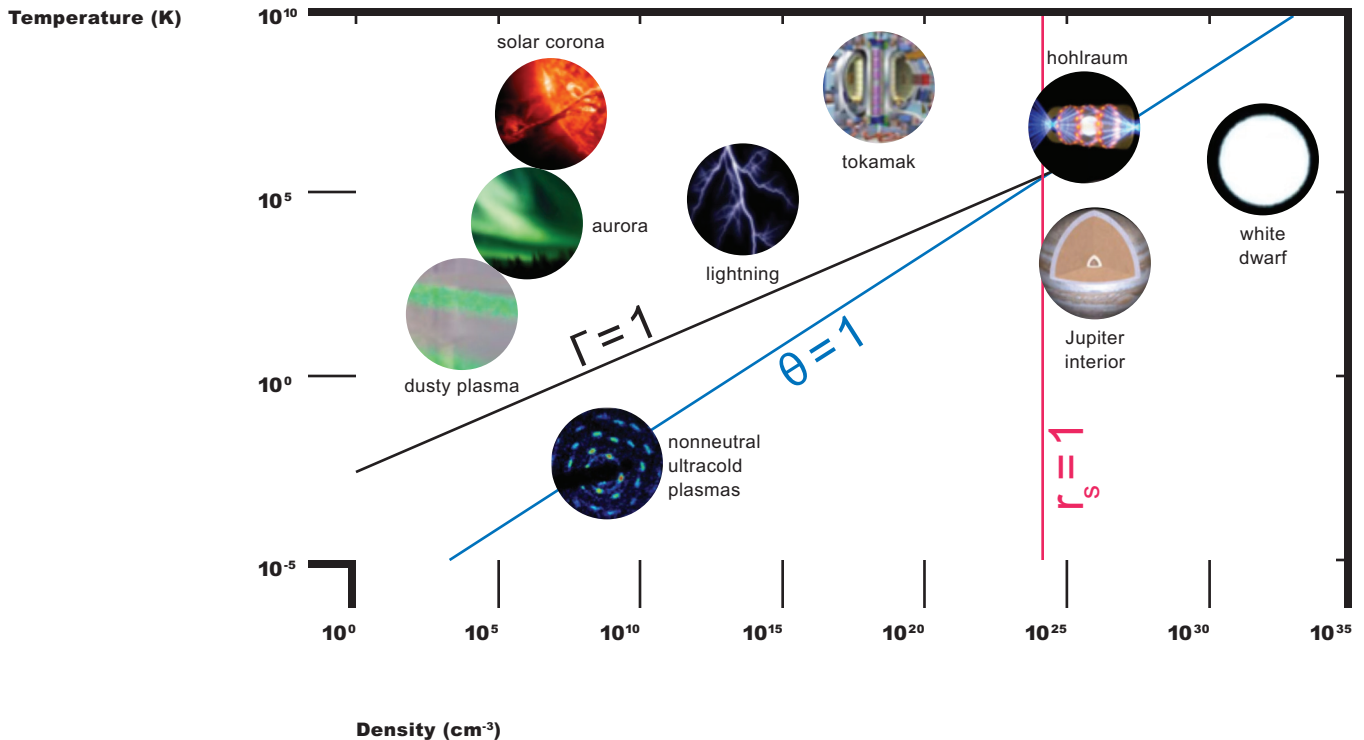 Temperature (K)
10¹⁰
solar corona
hohlraum
tokamak
10⁵
aurora
lightning
white
dwarf
Γ = 1
θ = 1
Jupiter
interior
10⁰
dusty plasma
nonneutral
ultracold
plasmas
rₛ = 1
10⁻⁵
10⁰ 10⁵ 10¹⁰ 10¹⁵ 10²⁰ 10²⁵ 10³⁰ 10³⁵
Density (cm⁻³)